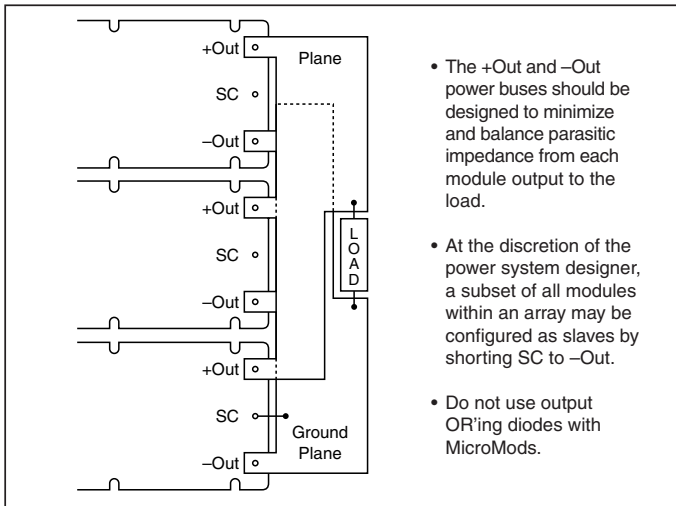 +Out
Plane
SC
–Out
+Out
SC
–Out
LOAD
+Out
SC
Ground
Plane
–Out
• The +Out and –Out
power buses should be
designed to minimize
and balance parasitic
impedance from each
module output to the
load.
• At the discretion of the
power system designer,
a subset of all modules
within an array may be
configured as slaves by
shorting SC to –Out.
• Do not use output
OR'ing diodes with
MicroMods.